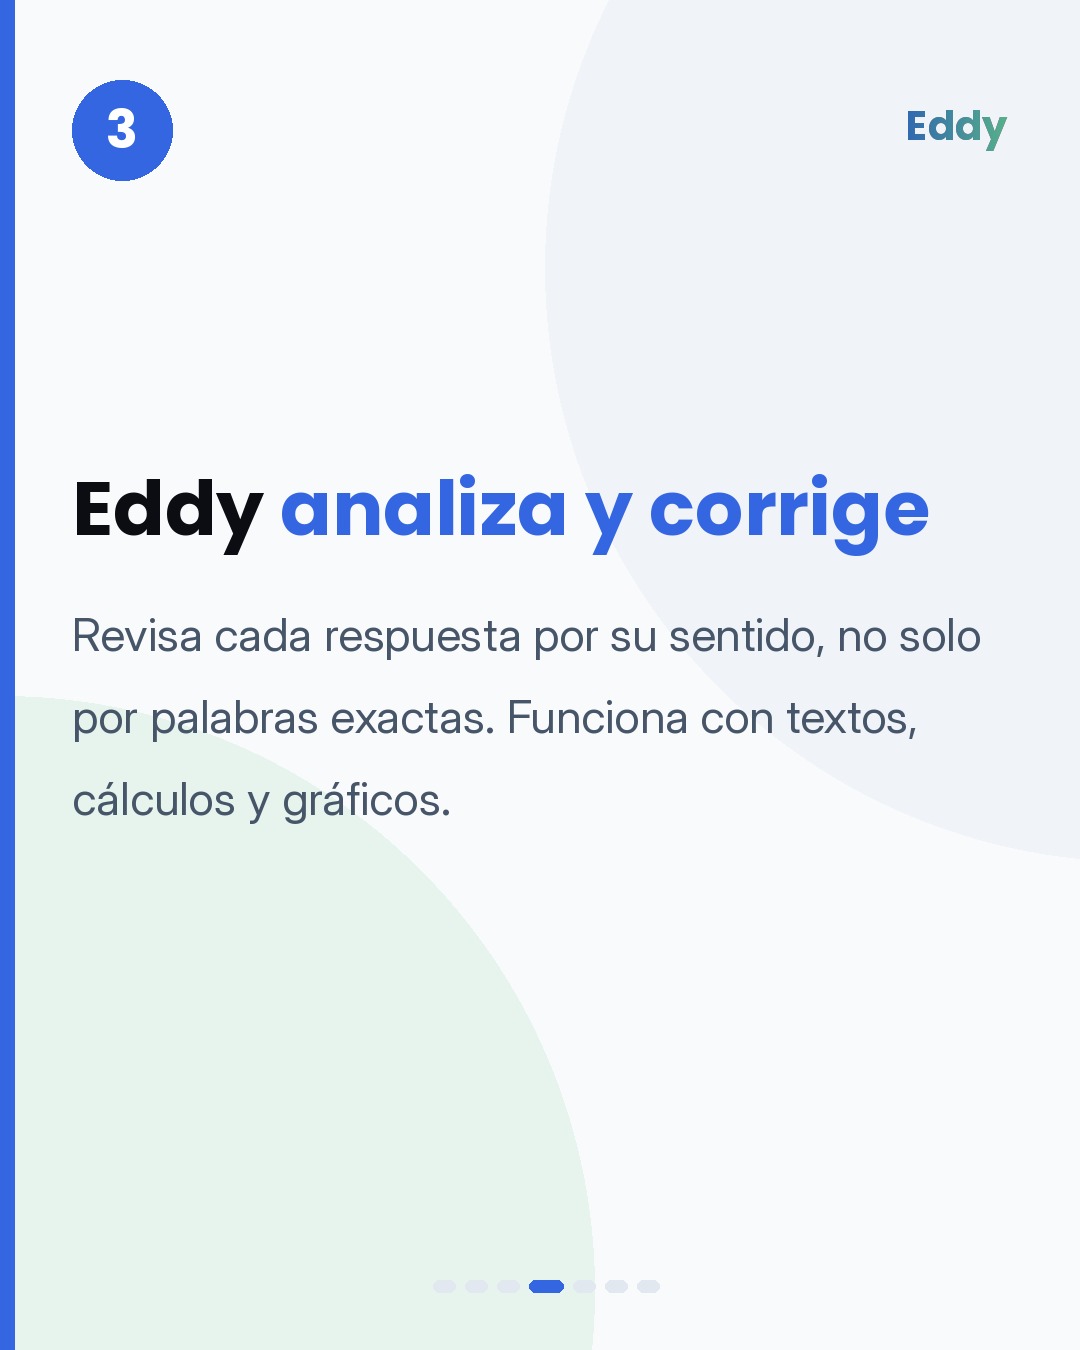 3
Eddy
Eddy analiza y corrige
Revisa cada respuesta por su sentido, no solo
por palabras exactas. Funciona con textos,
cálculos y gráficos.